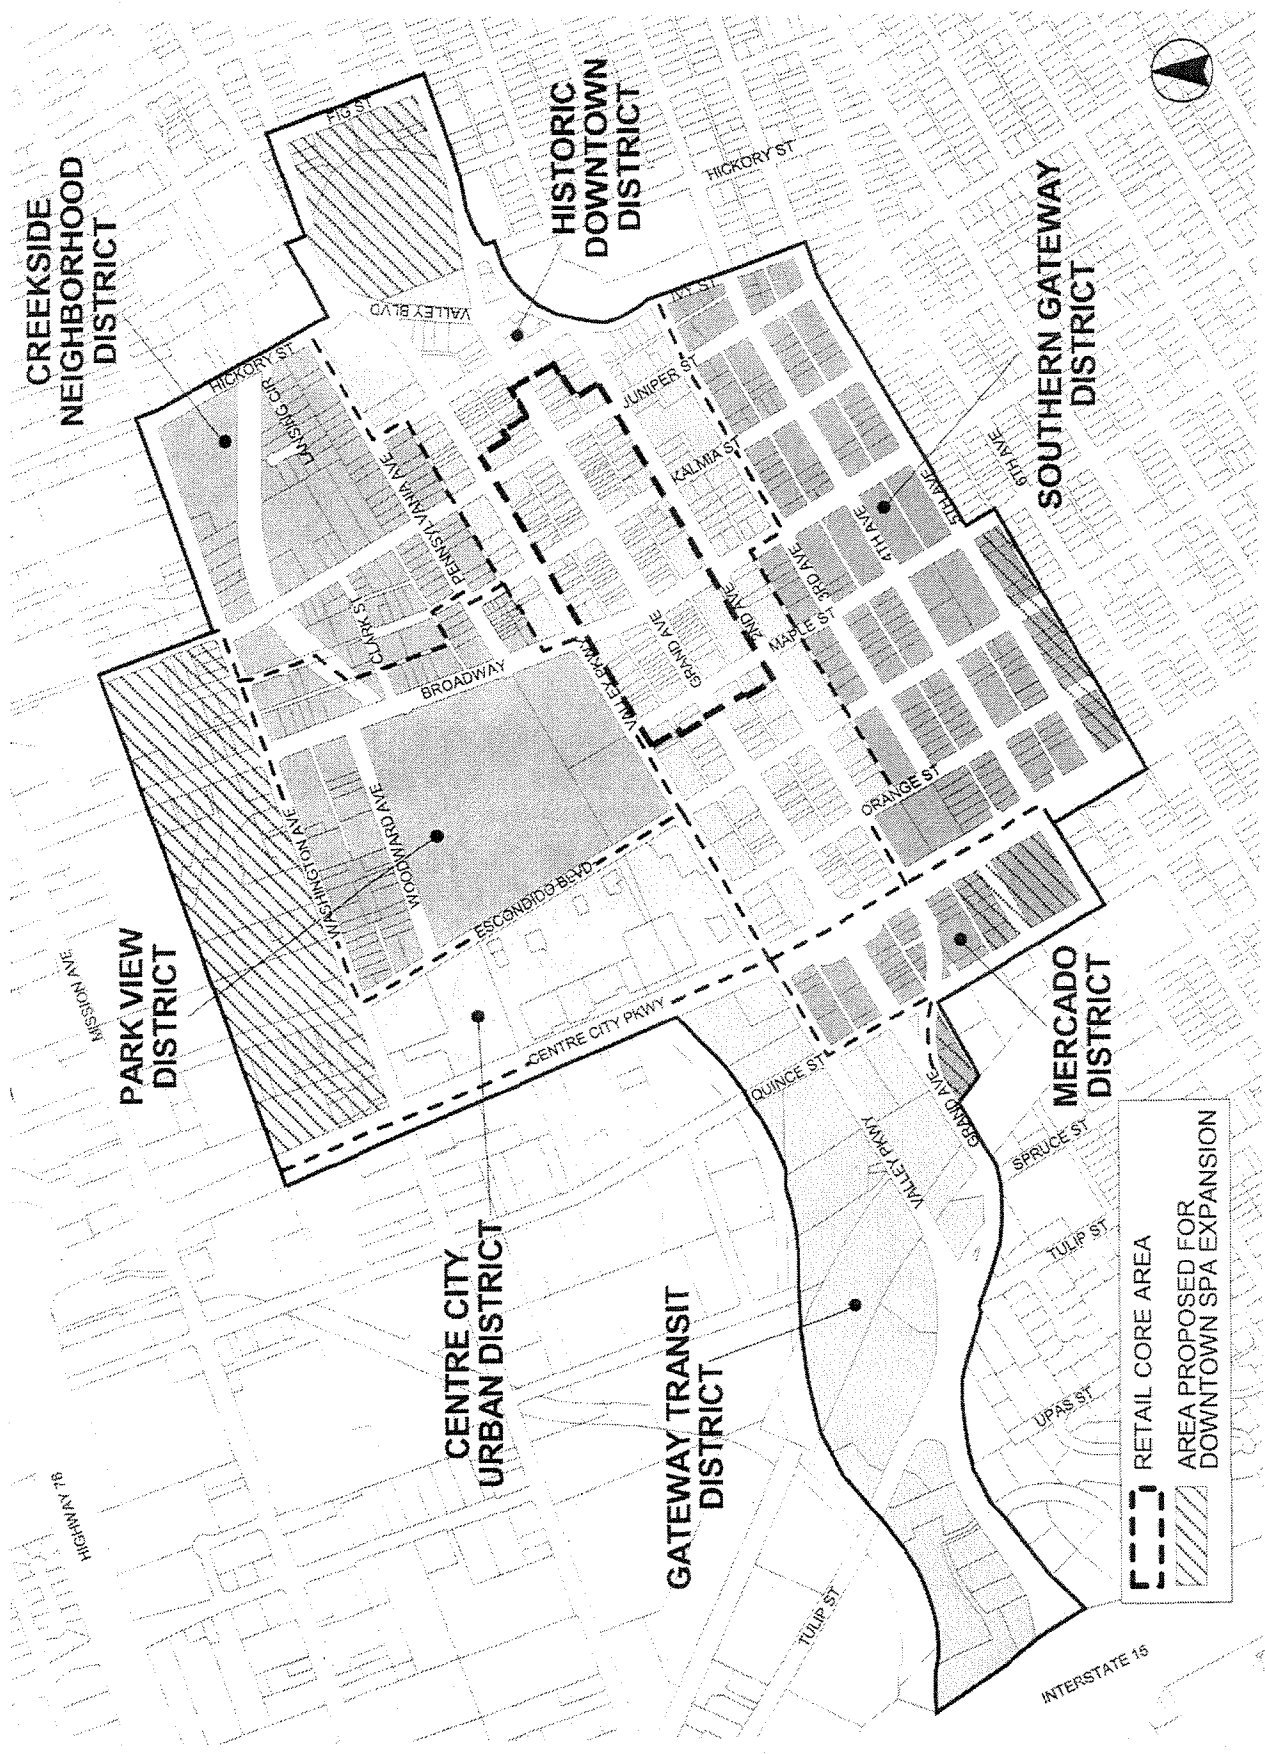 CREEKSIDE
NEIGHBORHOOD
DISTRICT
HISTORIC
DOWNTOWN
DISTRICT
SOUTHERN GATEWAY
DISTRICT
PARK VIEW
DISTRICT
MERCADO
DISTRICT
CENTRE CITY
URBAN DISTRICT
GATEWAY TRANSIT
DISTRICT
FIG ST
HICKORY ST
VALLEY BLVD
HICKORY ST
LANSING CIR
IVY ST
JUNIPER ST
KALMIA ST
PENNSYLVANIA AVE
CLARK ST
BROADWAY
VALLEY PKWY
GRAND AVE
2ND AVE
MAPLE ST
3RD AVE
4TH AVE
5TH AVE
6TH AVE
ORANGE ST
WASHINGTON AVE
WOODWARD AVE
ESCONDIDO BLVD
MISSION AVE
CENTRE CITY PKWY
QUINCE ST
VALLEY PKWY
GRAND AVE
SPRUCE ST
TULIP ST
UPAS ST
TULIP ST
HIGHWAY 78
INTERSTATE 15
RETAIL CORE AREA
AREA PROPOSED FOR
DOWNTOWN SPA EXPANSION